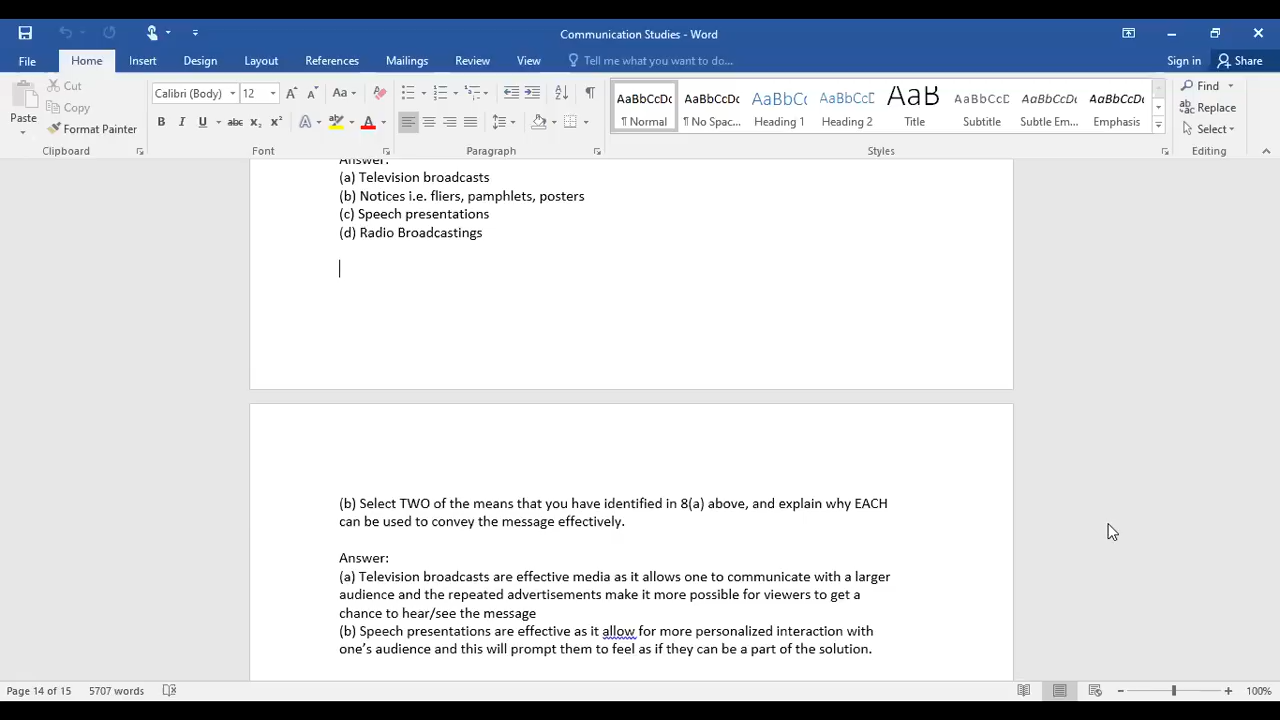 Communication Studies - Word
File Home Insert Design Layout References Mailings Review View Tell me what you want to do... Sign in Share
Cut
Copy
Format Painter
Paste
Clipboard
Calibri (Body) 12
Font
Paragraph
AaBbCcDc AaBbCcDc AaBbCc AaBbCcC AaB AaBbCcD AaBbCcDc AaBbCcDc
¶ Normal ¶ No Spac... Heading 1 Heading 2 Title Subtitle Subtle Em... Emphasis
Styles
Find
Replace
Select
Editing
Answer:
(a) Television broadcasts
(b) Notices i.e. fliers, pamphlets, posters
(c) Speech presentations
(d) Radio Broadcastings
(b) Select TWO of the means that you have identified in 8(a) above, and explain why EACH
can be used to convey the message effectively.
Answer:
(a) Television broadcasts are effective media as it allows one to communicate with a larger
audience and the repeated advertisements make it more possible for viewers to get a
chance to hear/see the message
(b) Speech presentations are effective as it allow for more personalized interaction with
one's audience and this will prompt them to feel as if they can be a part of the solution.
Page 14 of 15 5707 words 100%